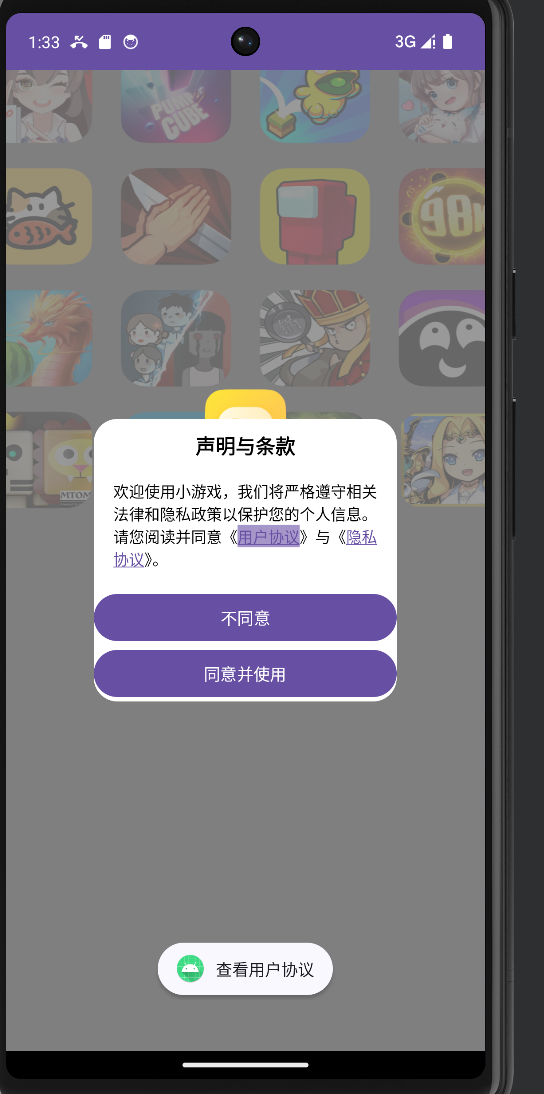 1:33
3G
PUMP
CUBE
98K
MTOM
声明与条款
欢迎使用小游戏，我们将严格遵守相关
法律和隐私政策以保护您的个人信息。
请您阅读并同意《用户协议》与《隐私
协议》。
不同意
同意并使用
查看用户协议